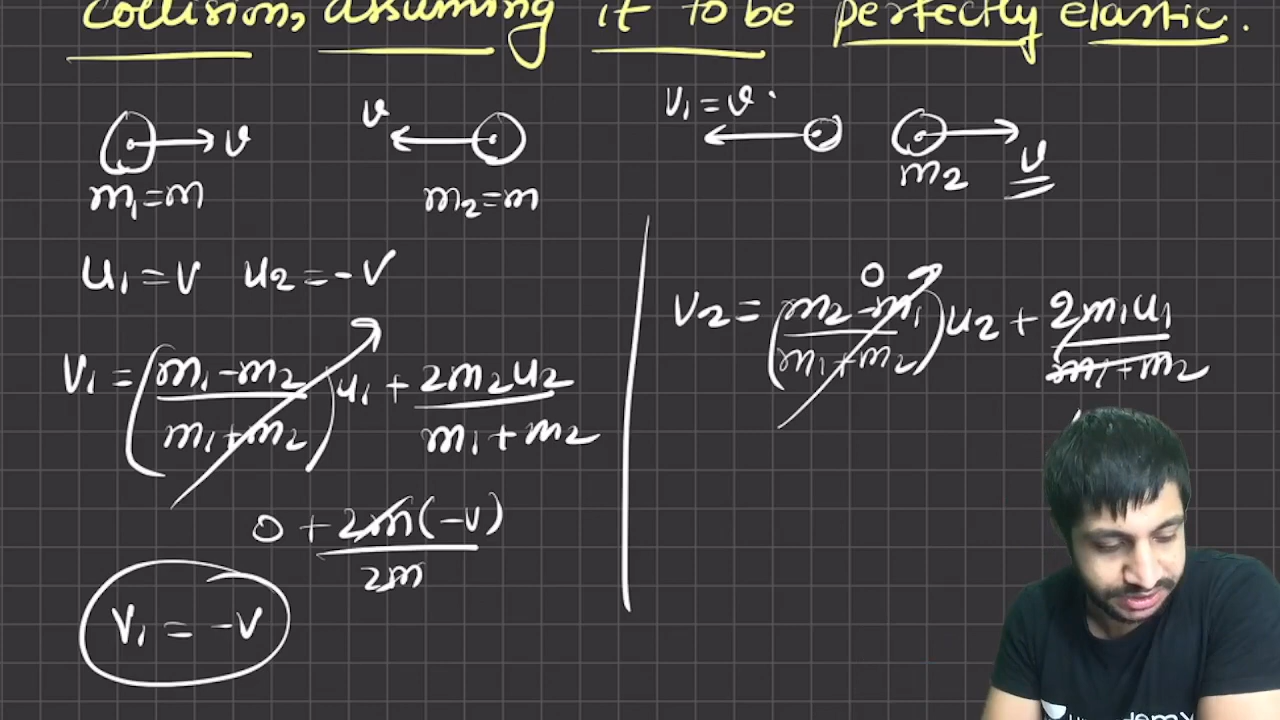 collision, assuming it to be perfectly elastic.
v v V1 = v
m1 = m m2 = m m2 v
u1 = v u2 = -v
V1 = (m1 - m2 / m1 + m2) u1 + 2m2u2 / m1 + m2
0 + 2m(-v) / 2m
V1 = -v
0
V2 = (m2 - m1 / m1 + m2) u2 + 2m1u1 / m1 + m2